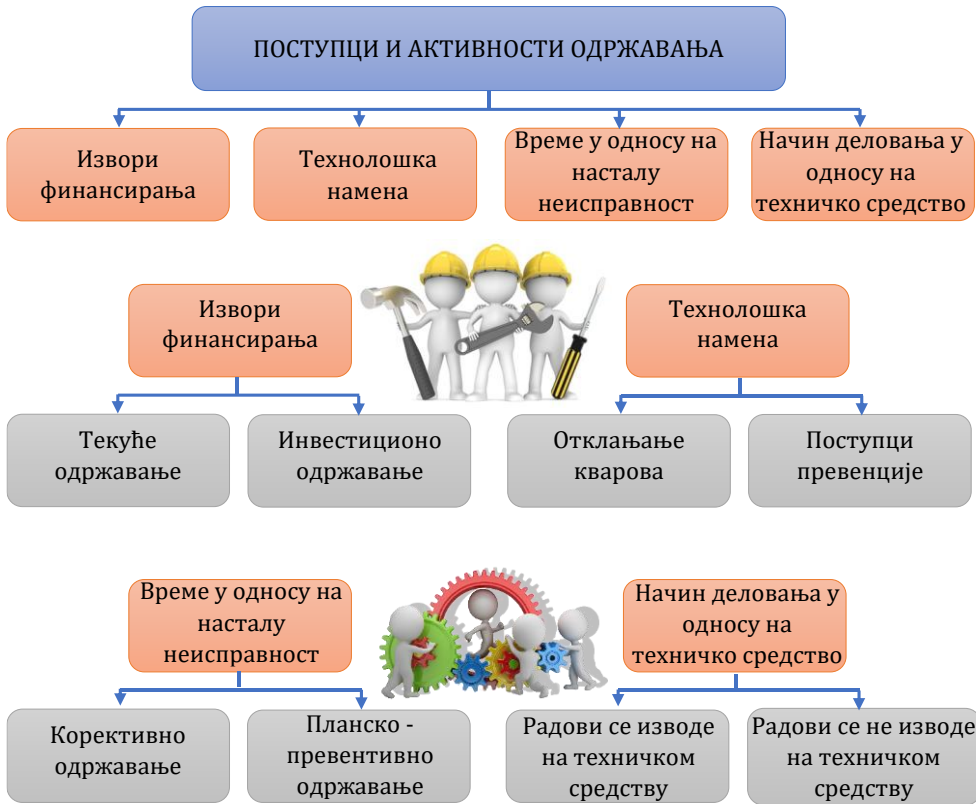 ПОСТУПЦИ И АКТИВНОСТИ ОДРЖАВАЊА
Извори
финансирања
Технолошка
намена
Време у односу на
насталу
неисправност
Начин деловања у
односу на
техничко средство
Извори
финансирања
Технолошка
намена
Текуће
одржавање
Инвестиционо
одржавање
Отклањање
кварова
Поступци
превенције
Време у односу на
насталу
неисправност
Начин деловања у
односу на
техничко средство
Корективно
одржавање
Планско -
превентивно
одржавање
Радови се изводе
на техничком
средству
Радови се не изводе
на техничком
средству